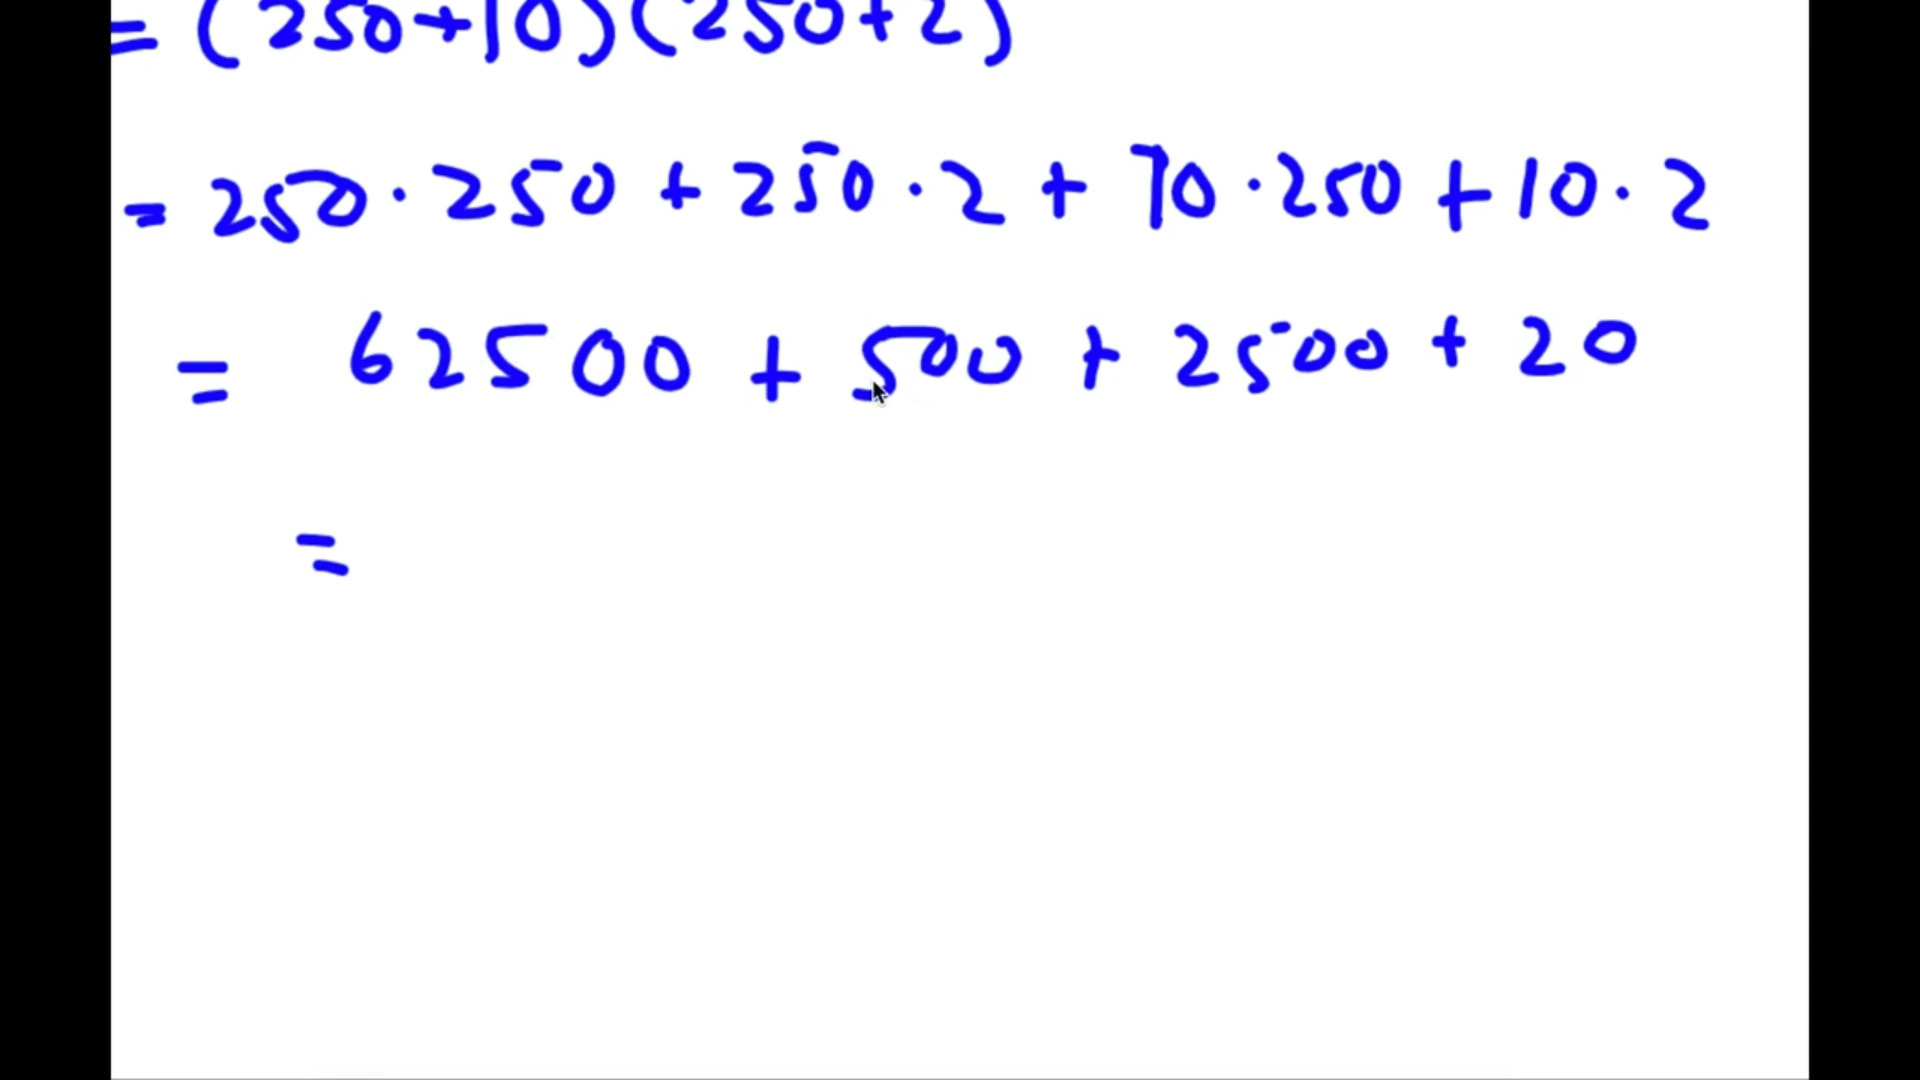 = (250+10)(250+2)
= 250·250 + 250·2 + 10·250 + 10·2
= 62500 + 500 + 2500 + 20
=